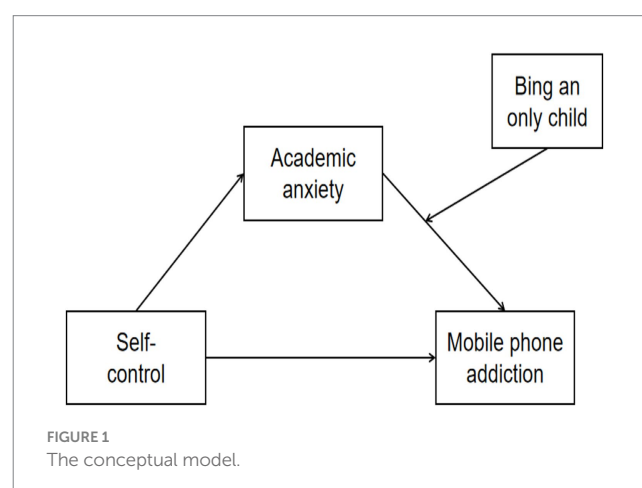 Bing an
only child
Academic
anxiety
Self-
control
Mobile phone
addiction
FIGURE 1
The conceptual model.